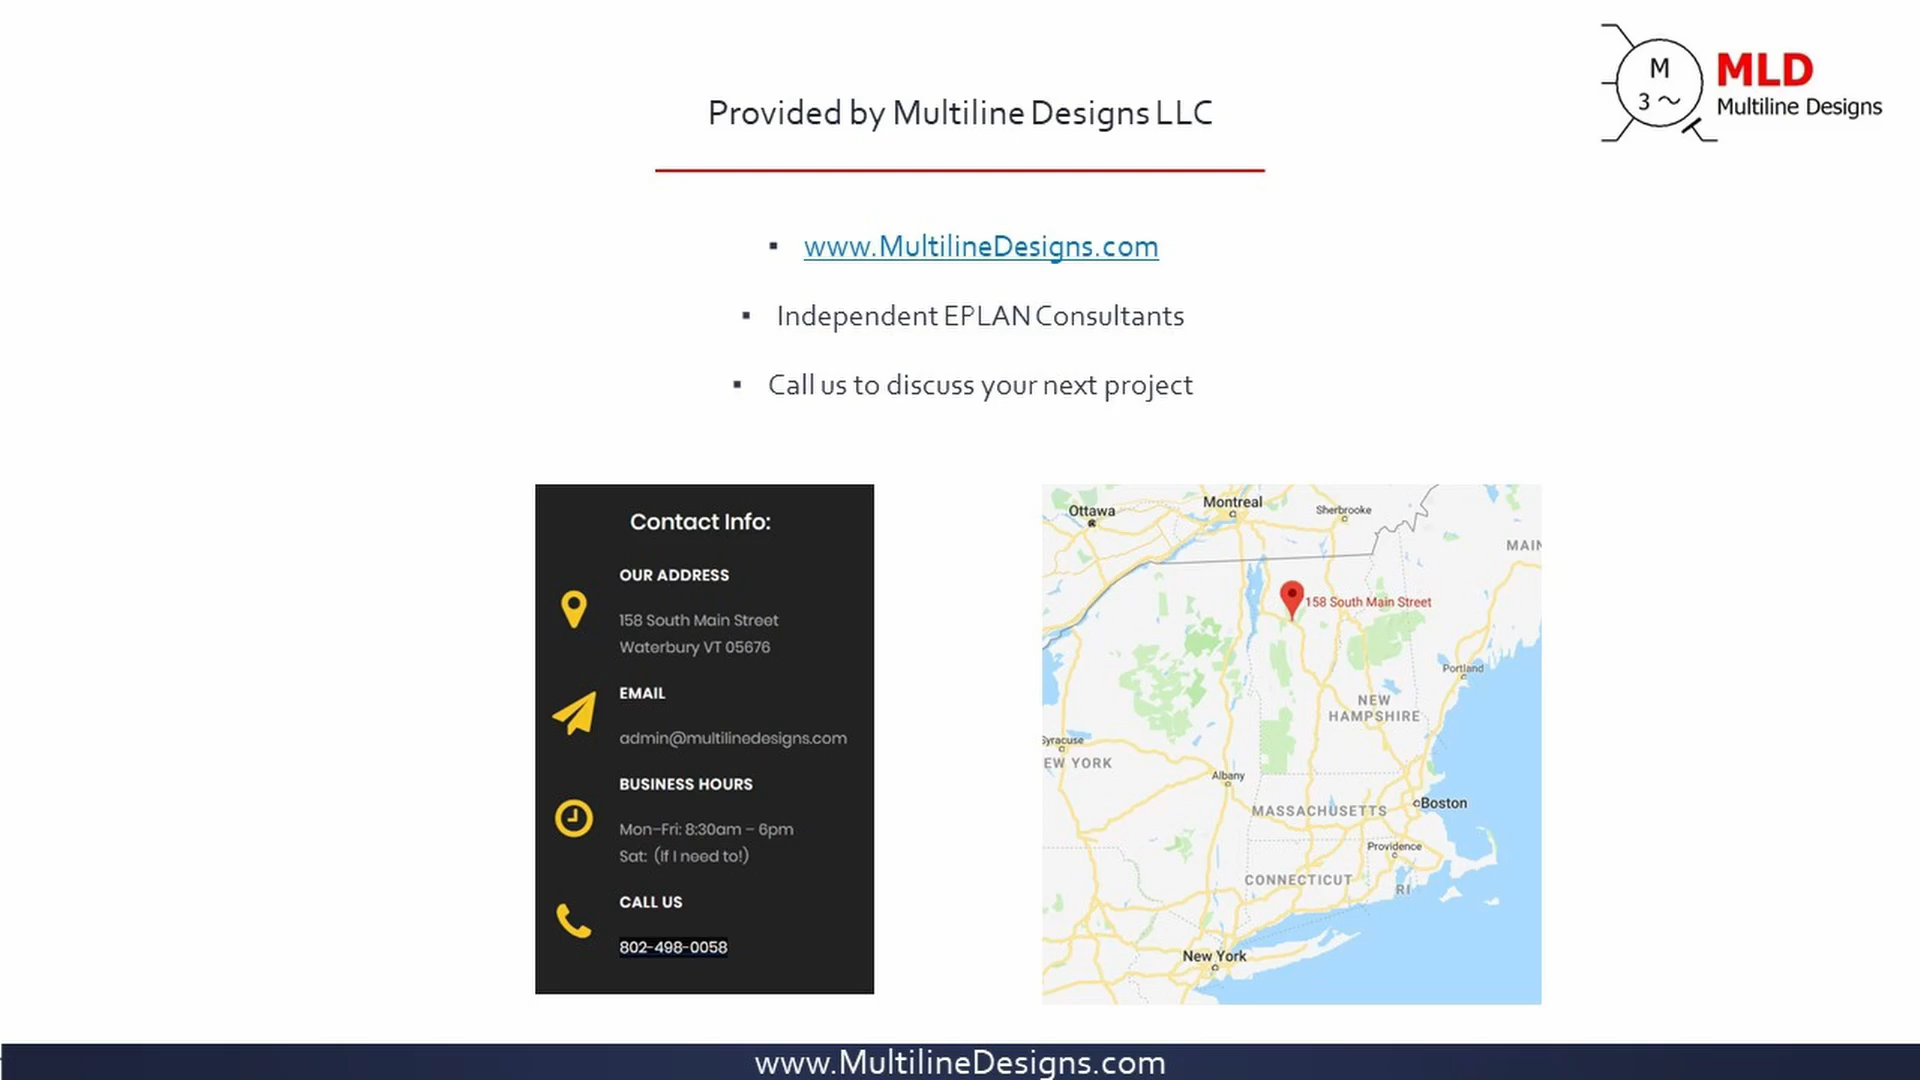 M
3 ~
MLD
Multiline Designs
Provided by Multiline Designs LLC
▪ www.MultilineDesigns.com
▪ Independent EPLAN Consultants
▪ Call us to discuss your next project
Contact Info:
OUR ADDRESS
158 South Main Street
Waterbury VT 05676
EMAIL
admin@multilinedesigns.com
BUSINESS HOURS
Mon–Fri: 8:30am – 6pm
Sat: (If I need to!)
CALL US
802-498-0058
Ottawa
Montreal
Sherbrooke
MAIN
158 South Main Street
Portland
NEW
HAMPSHIRE
Syracuse
EW YORK
Albany
MASSACHUSETTS
Boston
Providence
CONNECTICUT
RI
New York
www.MultilineDesigns.com